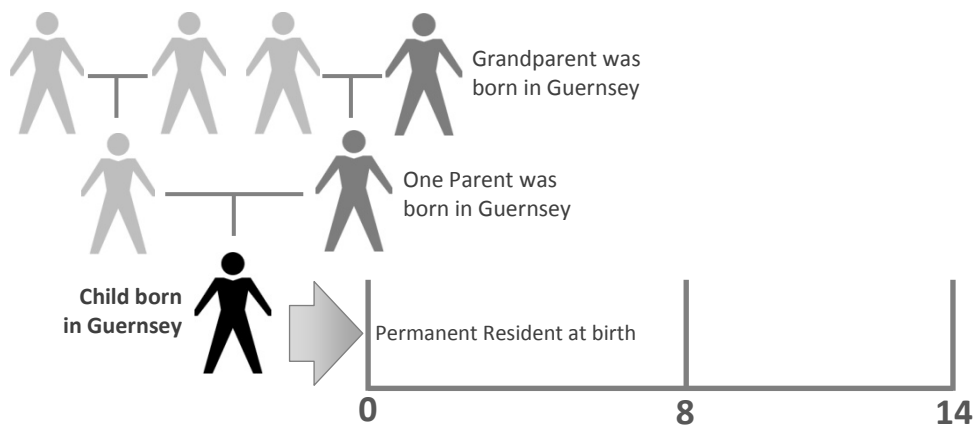 Grandparent was
born in Guernsey
One Parent was
born in Guernsey
Child born
in Guernsey
Permanent Resident at birth
0
8
14